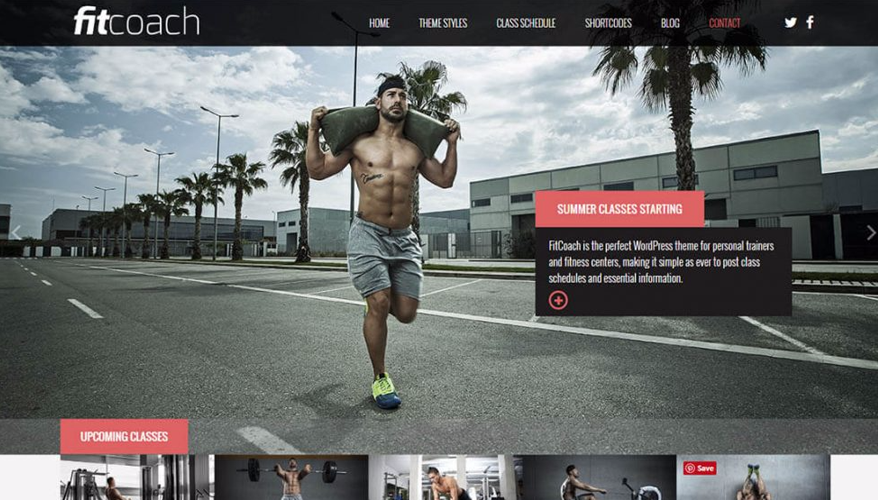 fitcoach
HOME THEME STYLES CLASS SCHEDULE SHORTCODES BLOG CONTACT
SUMMER CLASSES STARTING
FitCoach is the perfect WordPress theme for personal trainers
and fitness centers, making it simple as ever to post class
schedules and essential information.
UPCOMING CLASSES
Save